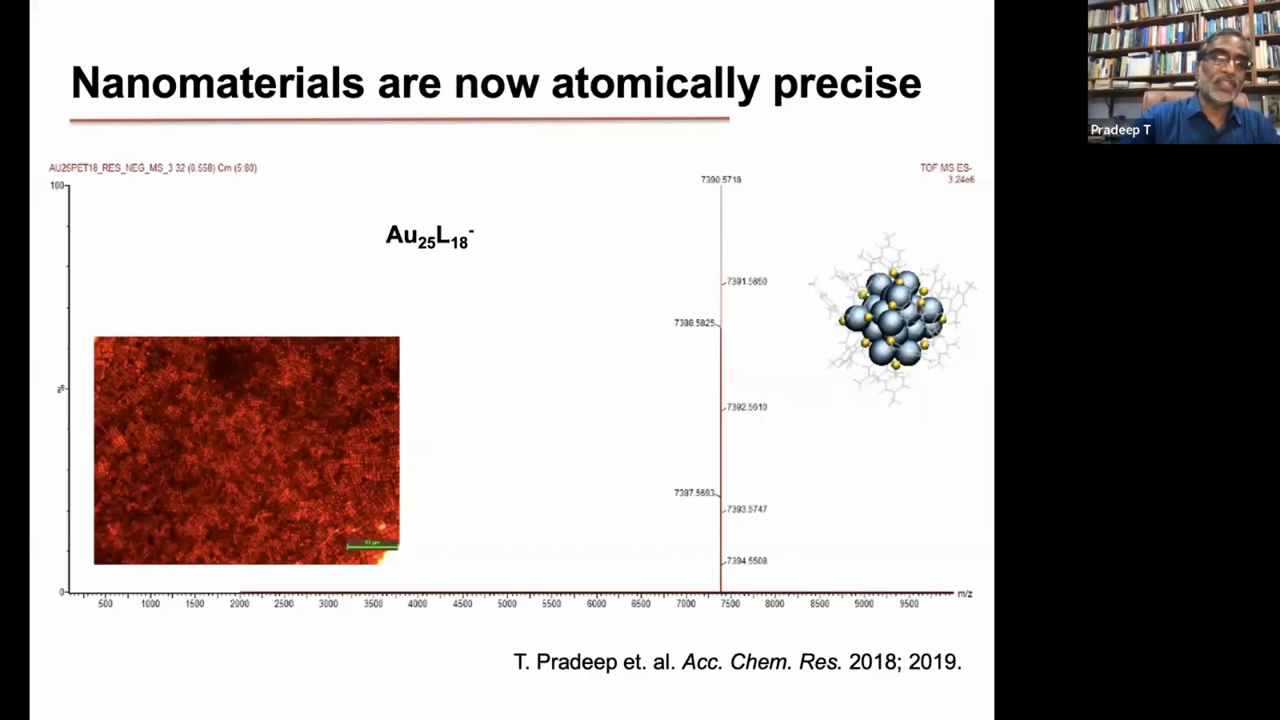 Nanomaterials are now atomically precise
Pradeep T
AU25PET18_RES_NEG_MS_3 32 (0.558) Cm (5:80)
TOF MS ES-
3.24e6
100
7390.5718
Au25L18-
7391.5850
7388.5825
%
7392.5610
7387.5693
7393.5747
7394.5508
0
500 1000 1500 2000 2500 3000 3500 4000 4500 5000 5500 6000 6500 7000 7500 8000 8500 9000 9500 m/z
T. Pradeep et. al. Acc. Chem. Res. 2018; 2019.